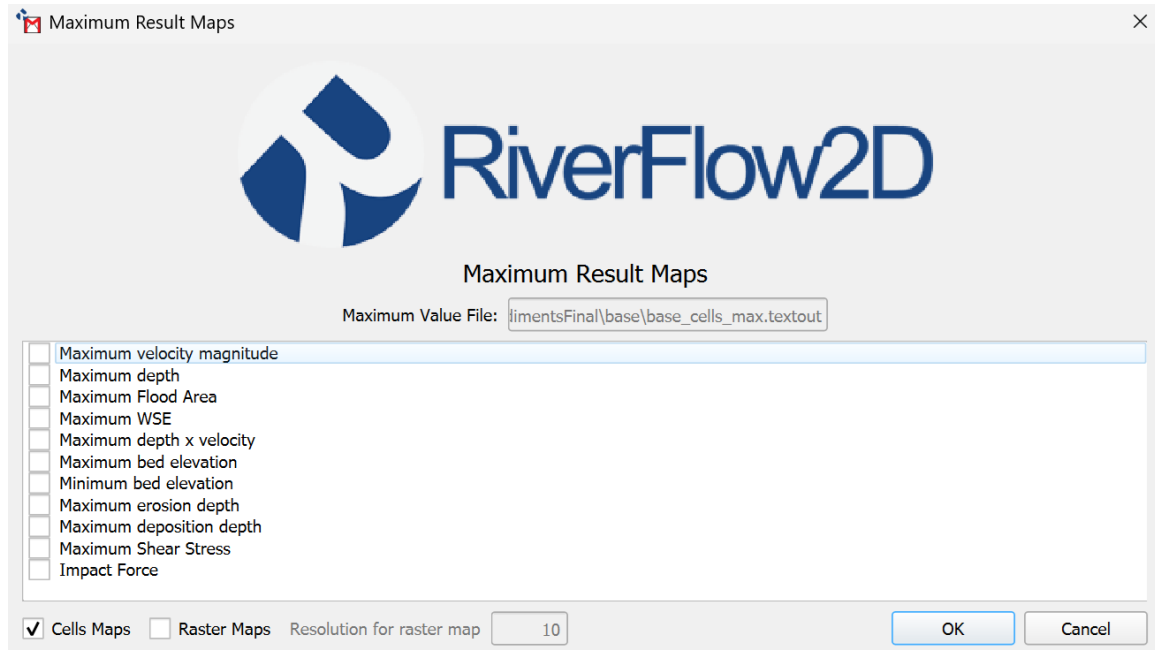 Maximum Result Maps
RiverFlow2D
Maximum Result Maps
Maximum Value File: limentsFinal\base\base_cells_max.textout
Maximum velocity magnitude
Maximum depth
Maximum Flood Area
Maximum WSE
Maximum depth x velocity
Maximum bed elevation
Minimum bed elevation
Maximum erosion depth
Maximum deposition depth
Maximum Shear Stress
Impact Force
Cells Maps Raster Maps Resolution for raster map 10 OK Cancel